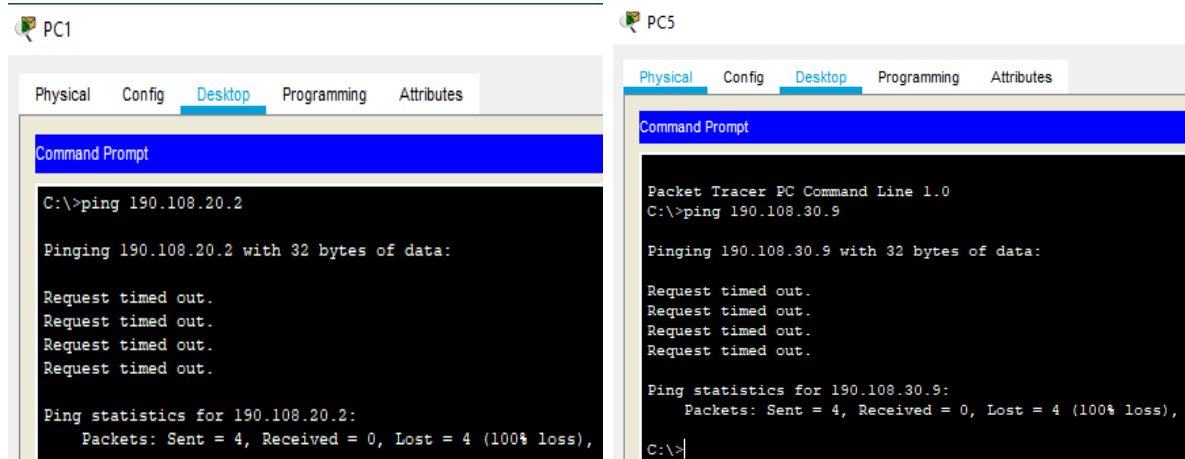 PC1
Physical Config Desktop Programming Attributes
Command Prompt
C:\>ping 190.108.20.2
Pinging 190.108.20.2 with 32 bytes of data:
Request timed out.
Request timed out.
Request timed out.
Request timed out.
Ping statistics for 190.108.20.2:
Packets: Sent = 4, Received = 0, Lost = 4 (100% loss),
PC5
Physical Config Desktop Programming Attributes
Command Prompt
Packet Tracer PC Command Line 1.0
C:\>ping 190.108.30.9
Pinging 190.108.30.9 with 32 bytes of data:
Request timed out.
Request timed out.
Request timed out.
Request timed out.
Ping statistics for 190.108.30.9:
Packets: Sent = 4, Received = 0, Lost = 4 (100% loss),
C:\>